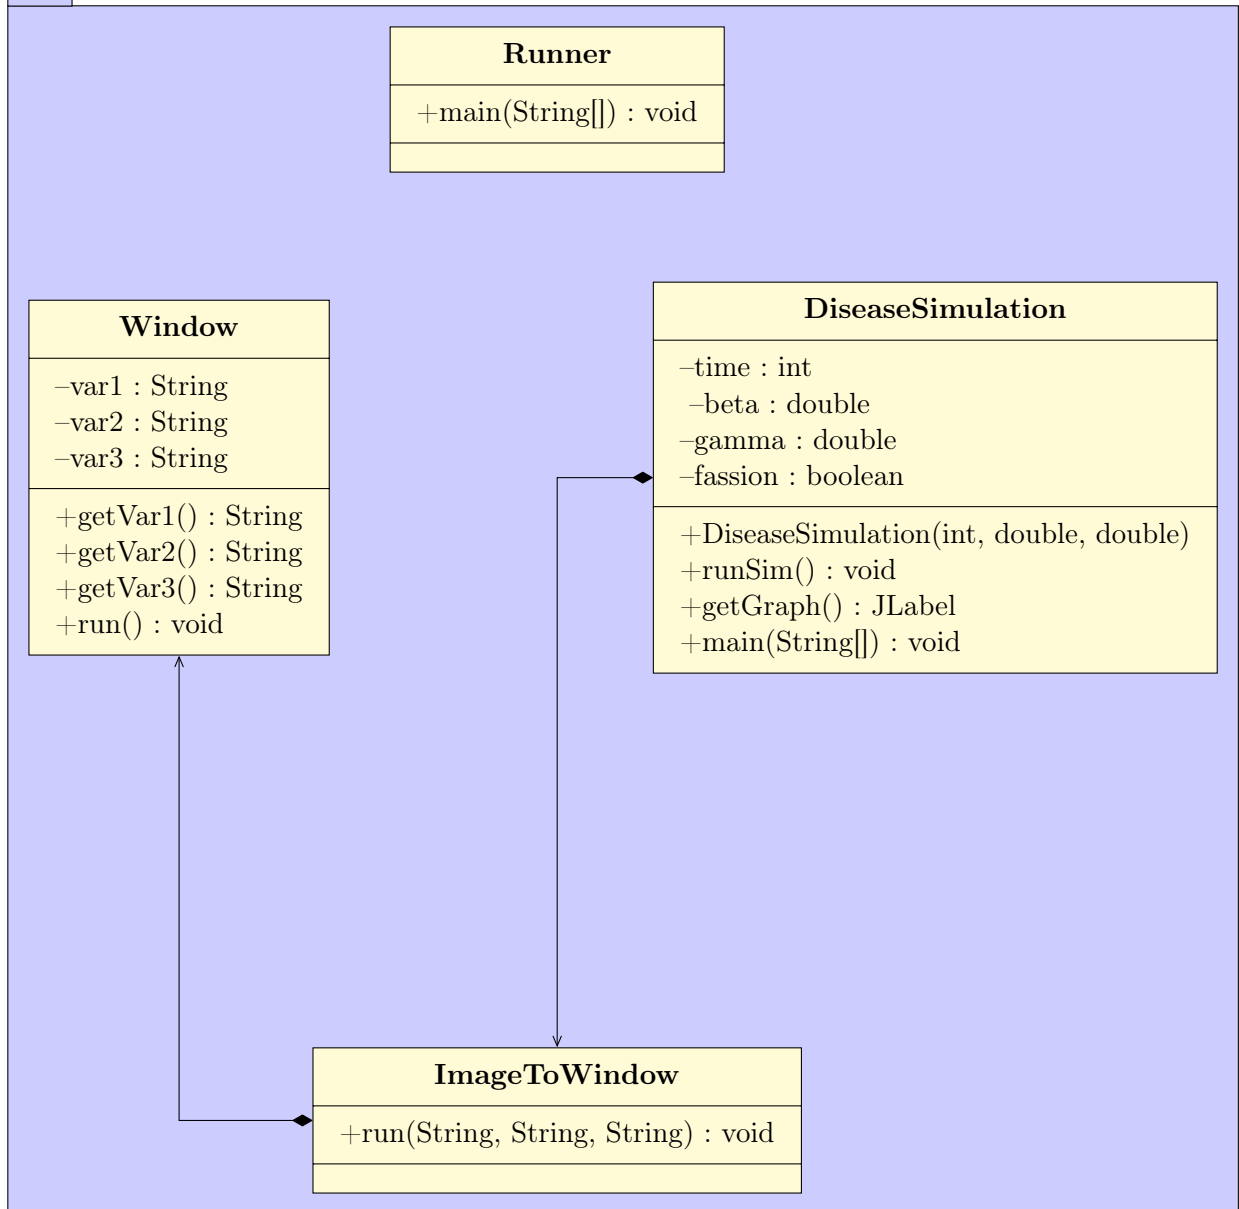 Runner
+main(String[]) : void
Window
–var1 : String
–var2 : String
–var3 : String
+getVar1() : String
+getVar2() : String
+getVar3() : String
+run() : void
DiseaseSimulation
–time : int
–beta : double
–gamma : double
–fassion : boolean
+DiseaseSimulation(int, double, double)
+runSim() : void
+getGraph() : JLabel
+main(String[]) : void
ImageToWindow
+run(String, String, String) : void